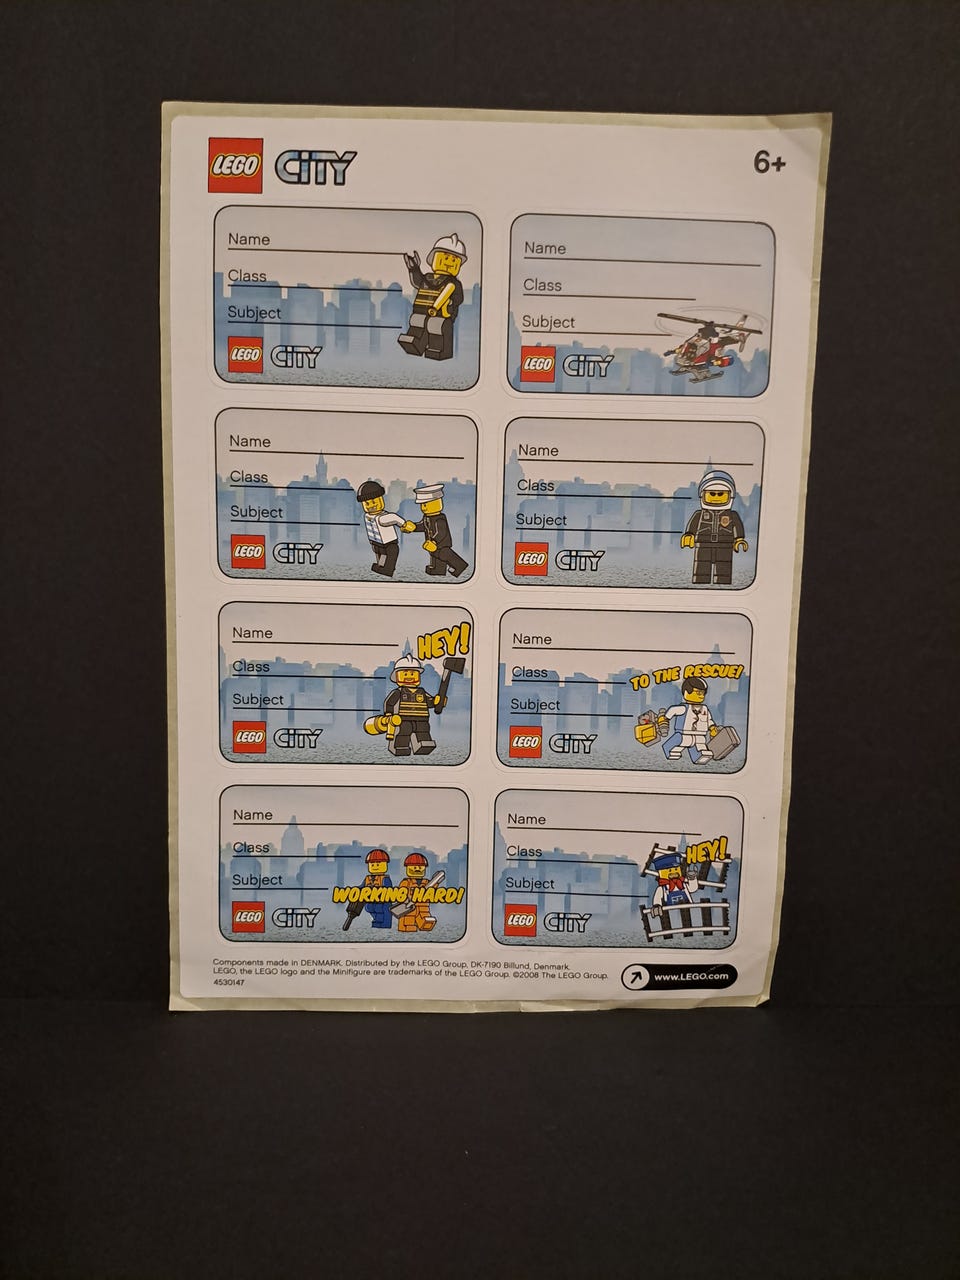 LEGO CITY 6+
Name
Class
Subject
LEGO CITY
Name
Class
Subject
LEGO CITY
Name
Class
Subject
LEGO CITY
Name
Class
Subject
LEGO CITY
HEY!
Name
Class
Subject
LEGO CITY
Name
Class
TO THE RESCUE!
Subject
LEGO CITY
Name
Class
Subject
WORKING HARD!
LEGO CITY
Name
HEY!
Class
Subject
LEGO CITY
Components made in DENMARK. Distributed by the LEGO Group, DK-7190 Billund, Denmark.
LEGO, the LEGO logo and the Minifigure are trademarks of the LEGO Group. ©2008 The LEGO Group.
4530147
www.LEGO.com